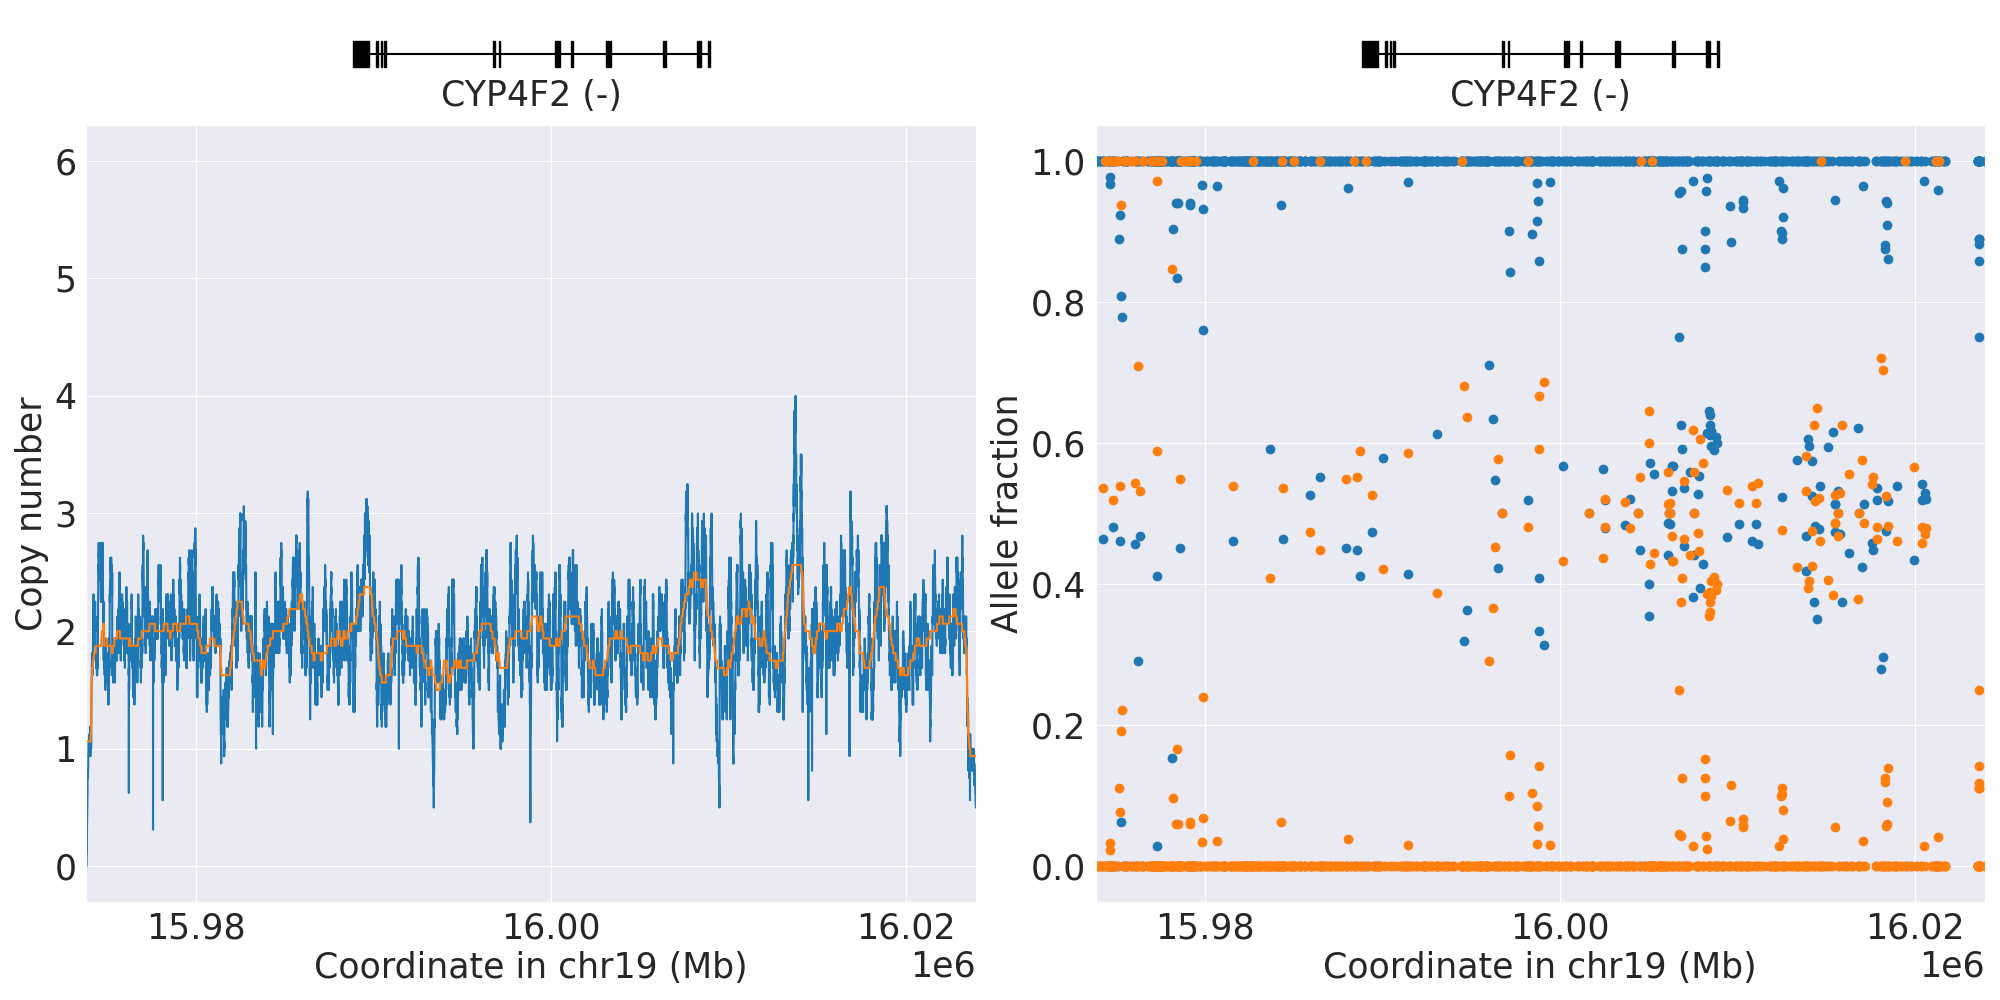 CYP4F2 (-)
6
5
4
3
2
1
0
Copy number
15.98
16.00
16.02
Coordinate in chr19 (Mb)
1e6
CYP4F2 (-)
1.0
0.8
0.6
0.4
0.2
0.0
Allele fraction
15.98
16.00
16.02
Coordinate in chr19 (Mb)
1e6